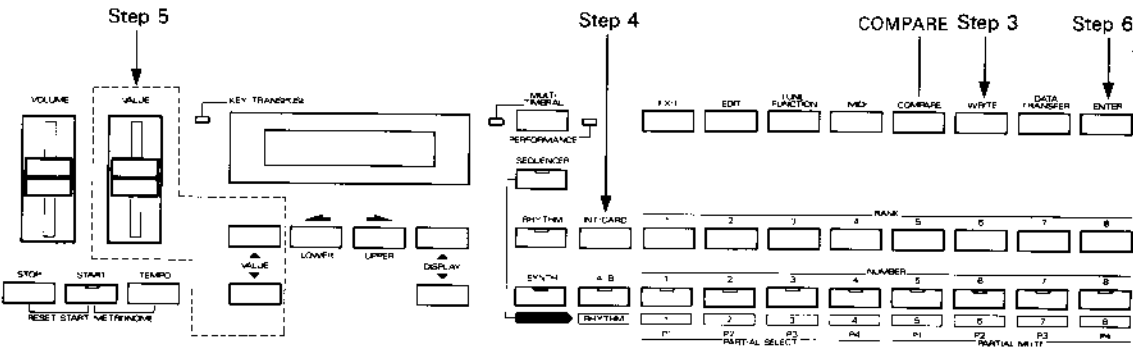 Step 5 Step 4 COMPARE Step 3 Step 6
VOLUME VALUE KEY TRANSPOSE MULTI TIMBRAL EXIT EDIT TUNE FUNCTION MIDI COMPARE WRITE DATA TRANSFER ENTER
PERFORMANCE
SEQUENCER
RHYTHM INT·CARD BANK
1 2 3 4 5 6 7 8
VALUE LOWER UPPER DISPLAY
STOP START TEMPO SYNTH A·B NUMBER
1 2 3 4 5 6 7 8
RESET START METRONOME
RHYTHM 1 2 3 4 5 6 7 8
P1 P2 P3 P4 P1 P2 P3 P4
PARTIAL SELECT PARTIAL MUTE